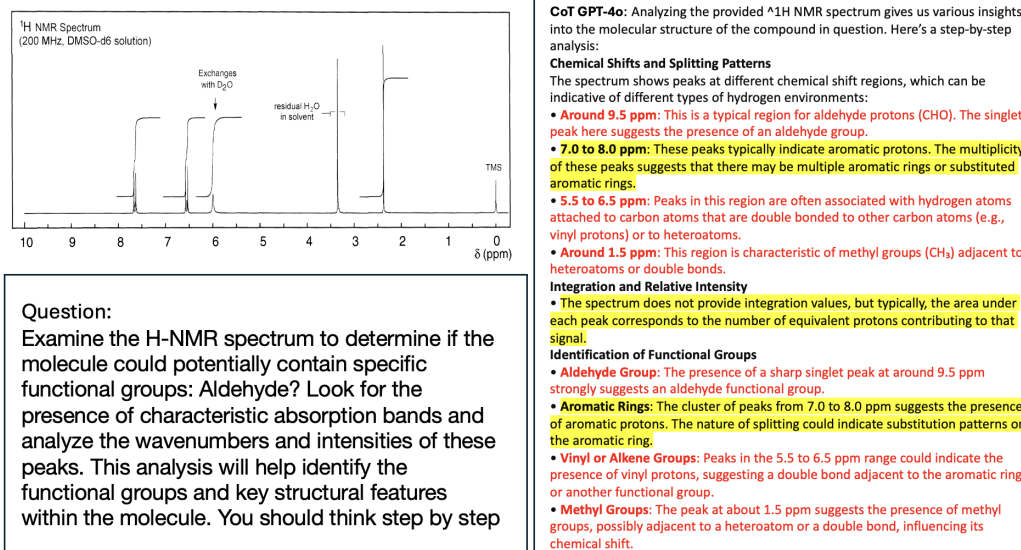 ¹H NMR Spectrum
(200 MHz, DMSO-d6 solution)
Exchanges
with D₂O
residual H₂O
in solvent
TMS
10 9 8 7 6 5 4 3 2 1 0
δ (ppm)
Question:
Examine the H-NMR spectrum to determine if the
molecule could potentially contain specific
functional groups: Aldehyde? Look for the
presence of characteristic absorption bands and
analyze the wavenumbers and intensities of these
peaks. This analysis will help identify the
functional groups and key structural features
within the molecule. You should think step by step
CoT GPT-4o: Analyzing the provided ^1H NMR spectrum gives us various insights
into the molecular structure of the compound in question. Here’s a step-by-step
analysis:
Chemical Shifts and Splitting Patterns
The spectrum shows peaks at different chemical shift regions, which can be
indicative of different types of hydrogen environments:
• Around 9.5 ppm: This is a typical region for aldehyde protons (CHO). The singlet
peak here suggests the presence of an aldehyde group.
• 7.0 to 8.0 ppm: These peaks typically indicate aromatic protons. The multiplicity
of these peaks suggests that there may be multiple aromatic rings or substituted
aromatic rings.
• 5.5 to 6.5 ppm: Peaks in this region are often associated with hydrogen atoms
attached to carbon atoms that are double bonded to other carbon atoms (e.g.,
vinyl protons) or to heteroatoms.
• Around 1.5 ppm: This region is characteristic of methyl groups (CH₃) adjacent to
heteroatoms or double bonds.
Integration and Relative Intensity
• The spectrum does not provide integration values, but typically, the area under
each peak corresponds to the number of equivalent protons contributing to that
signal.
Identification of Functional Groups
• Aldehyde Group: The presence of a sharp singlet peak at around 9.5 ppm
strongly suggests an aldehyde functional group.
• Aromatic Rings: The cluster of peaks from 7.0 to 8.0 ppm suggests the presence
of aromatic protons. The nature of splitting could indicate substitution patterns on
the aromatic ring.
• Vinyl or Alkene Groups: Peaks in the 5.5 to 6.5 ppm range could indicate the
presence of vinyl protons, suggesting a double bond adjacent to the aromatic ring
or another functional group.
• Methyl Groups: The peak at about 1.5 ppm suggests the presence of methyl
groups, possibly adjacent to a heteroatom or a double bond, influencing its
chemical shift.